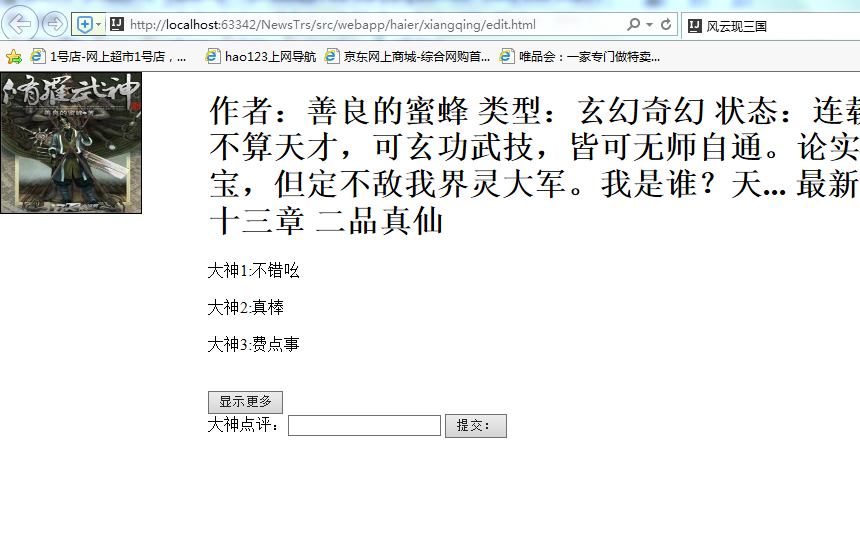 http://localhost:63342/NewsTrs/src/webapp/haier/xiangqing/edit.html
风云现三国
1号店-网上超市1号店，...
hao123上网导航
京东网上商城-综合网购首...
唯品会：一家专门做特卖...
修羅武神
善良的蜜蜂 著
作者：善良的蜜蜂 类型：玄幻奇幻 状态：连载
不算天才，可玄功武技，皆可无师自通。论实
宝，但定不敌我界灵大军。我是谁？天... 最新
十三章 二品真仙
大神1:不错吆
大神2:真棒
大神3:费点事
显示更多
大神点评：
提交：